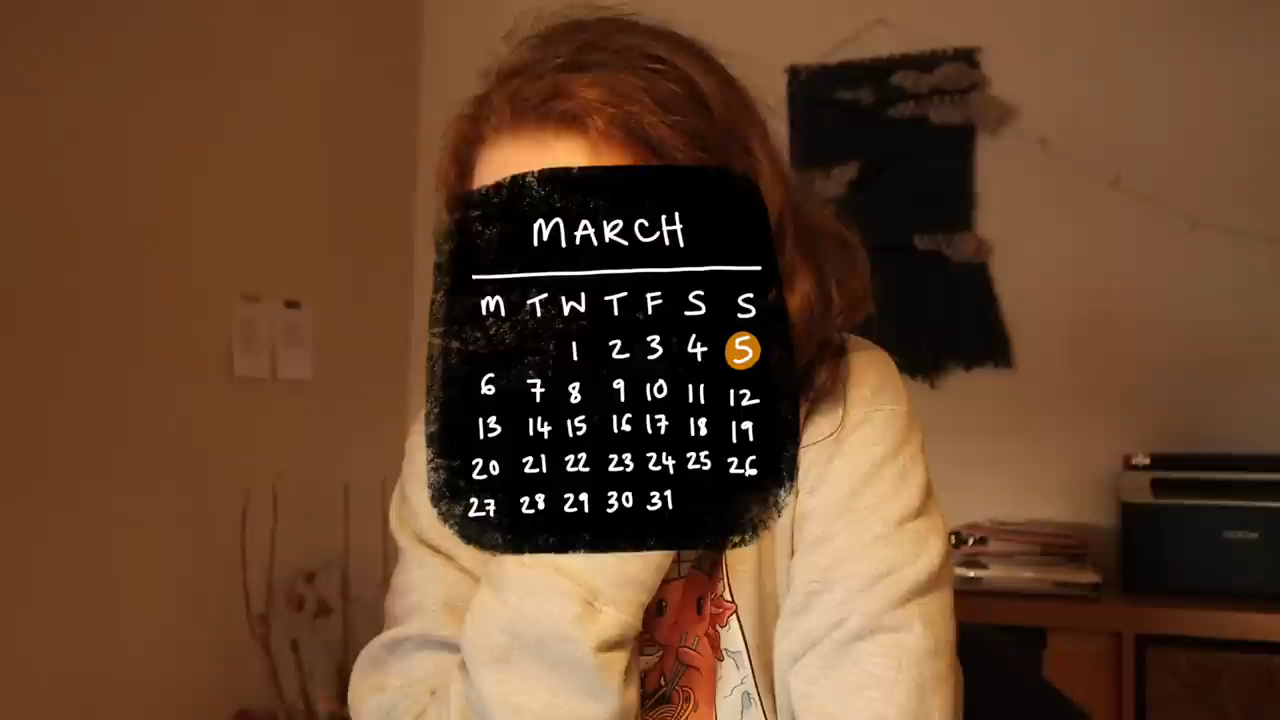 MARCH
M T W T F S S
1 2 3 4 5
6 7 8 9 10 11 12
13 14 15 16 17 18 19
20 21 22 23 24 25 26
27 28 29 30 31
brother